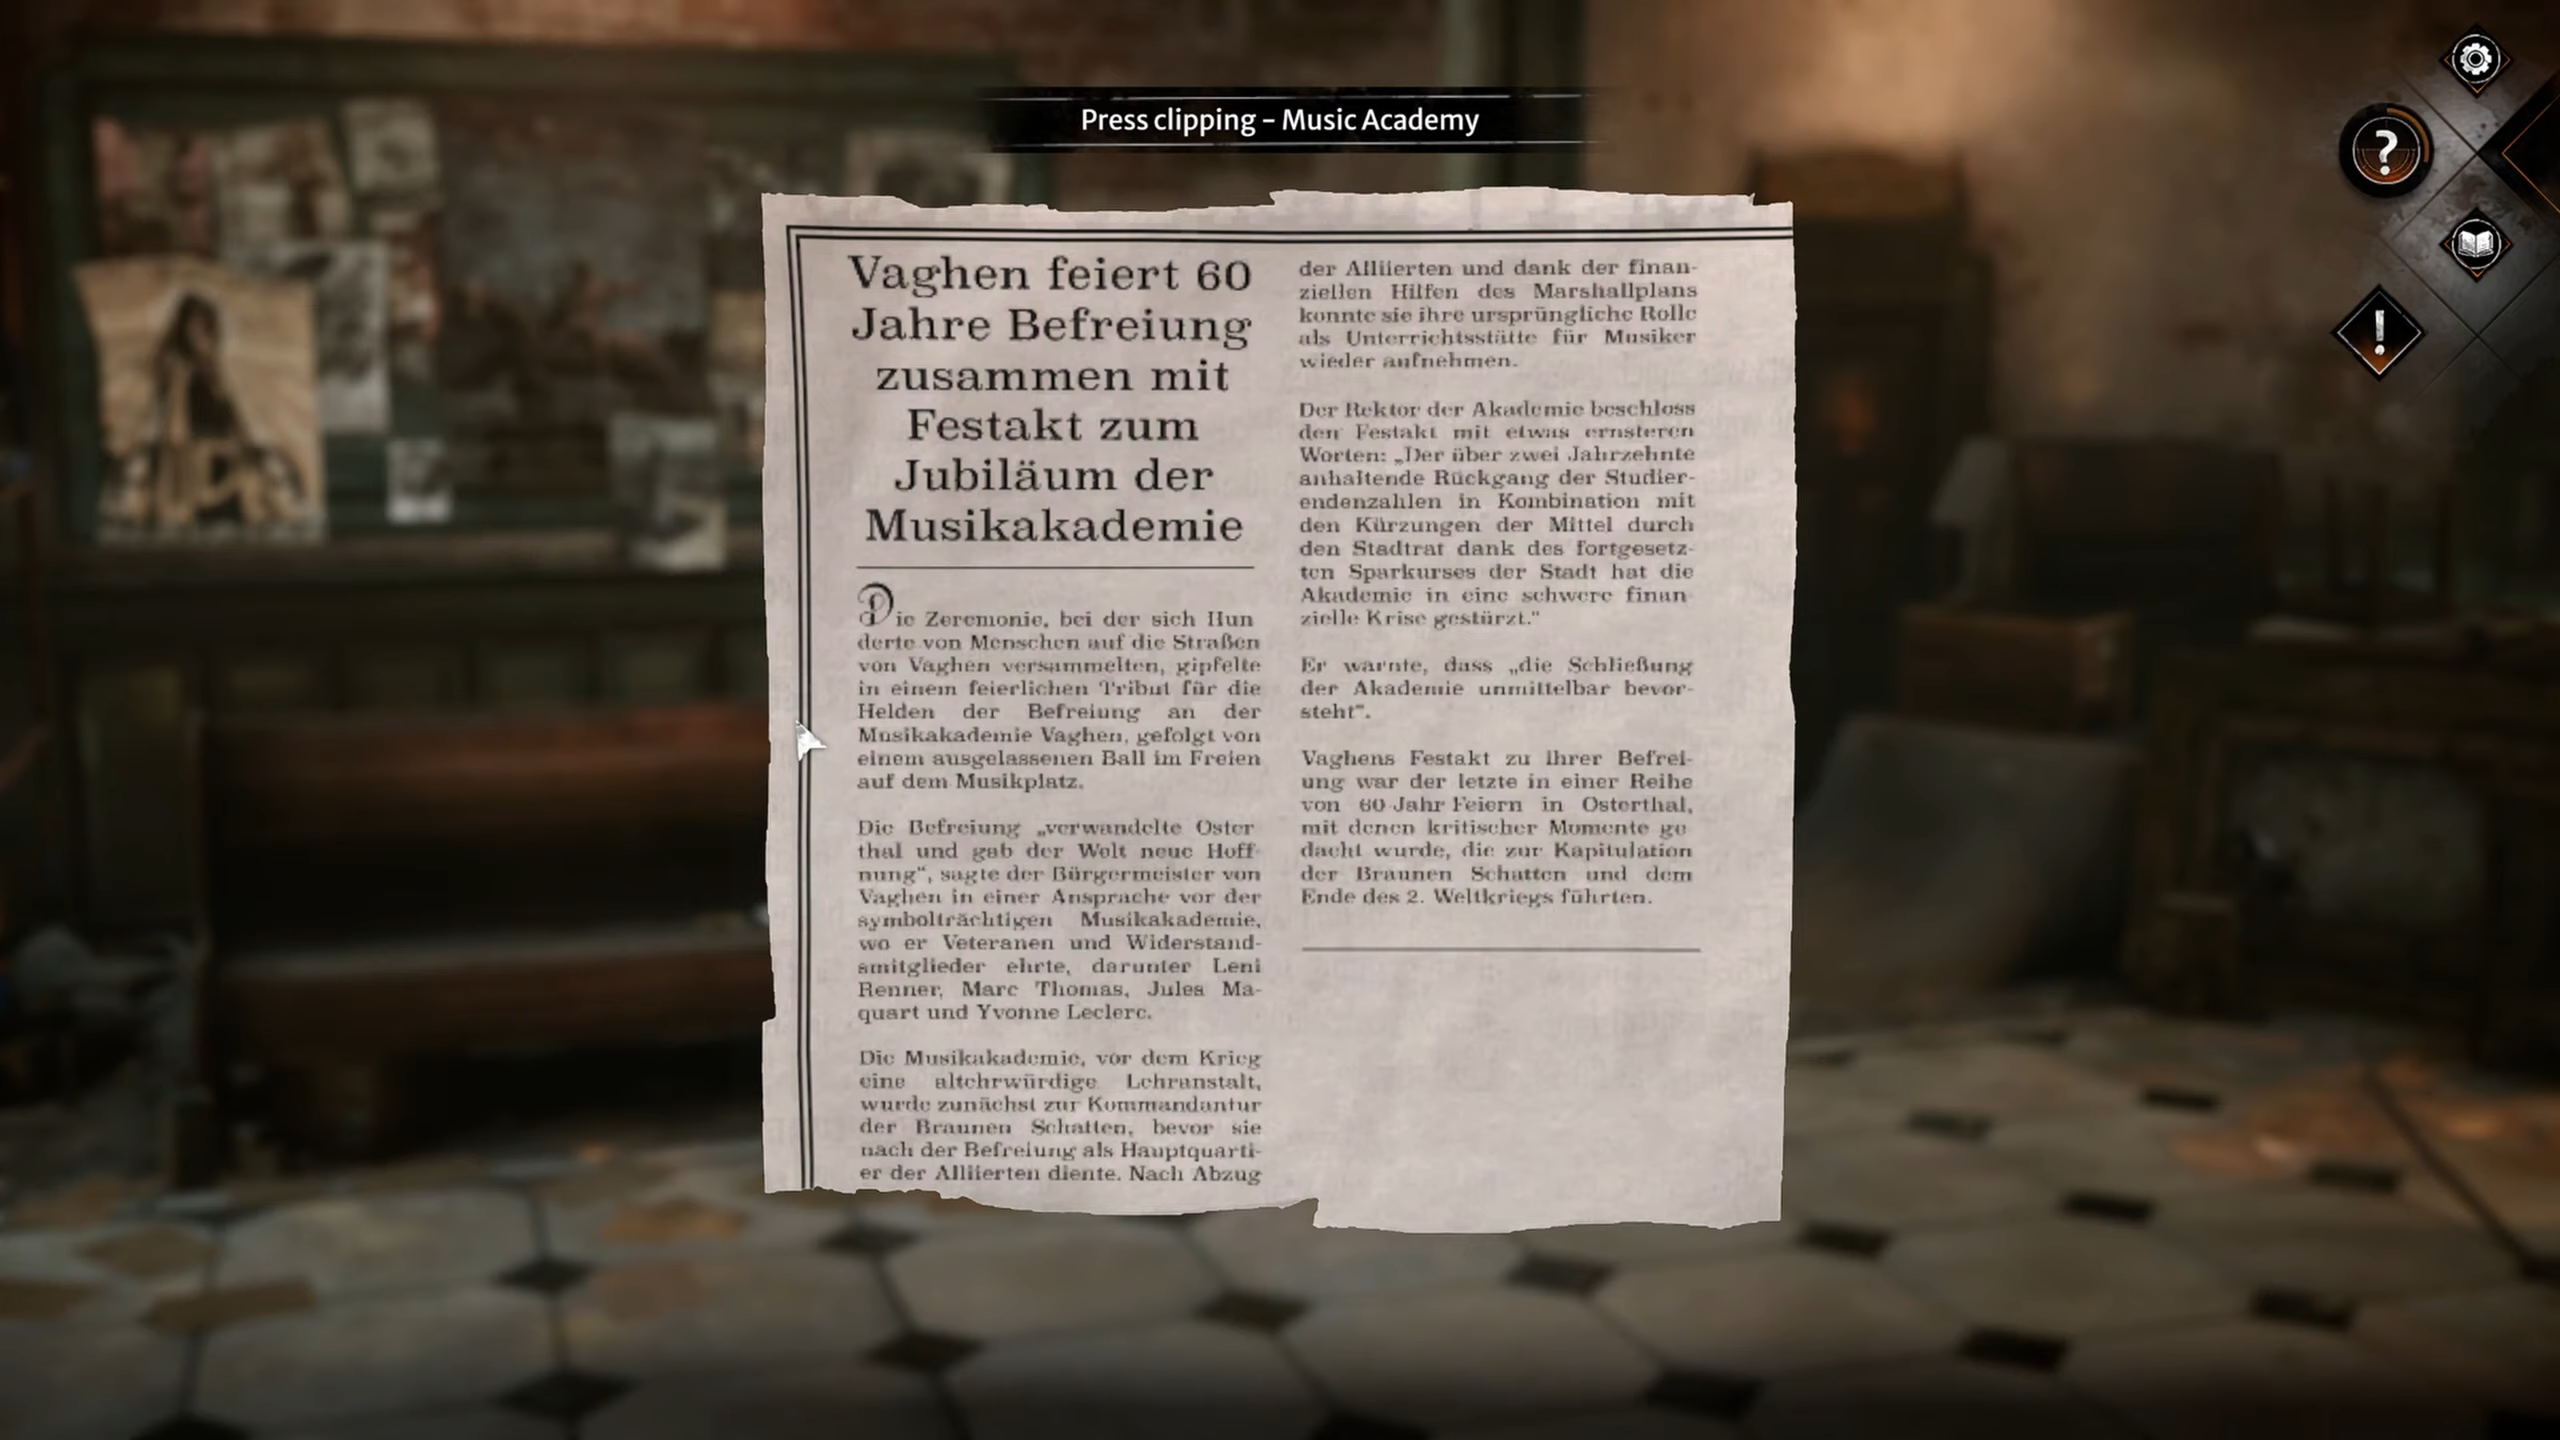 Press clipping – Music Academy
Vaghen feiert 60
Jahre Befreiung
zusammen mit
Festakt zum
Jubiläum der
Musikakademie
Die Zeremonie, bei der sich Hun
derte von Menschen auf die Straßen
von Vaghen versammelten, gipfelte
in einem feierlichen Tribut für die
Helden der Befreiung an der
Musikakademie Vaghen, gefolgt von
einem ausgelassenen Ball im Freien
auf dem Musikplatz.
Die Befreiung „verwandelte Oster
thal und gab der Welt neue Hoff-
nung“, sagte der Bürgermeister von
Vaghen in einer Ansprache vor der
symbolträchtigen Musikakademie,
wo er Veteranen und Widerstand-
smitglieder ehrte, darunter Leni
Renner, Marc Thomas, Jules Ma-
quart und Yvonne Leclerc.
Die Musikakademie, vor dem Krieg
eine altehrwürdige Lehranstalt,
wurde zunächst zur Kommandantur
der Braunen Schatten, bevor sie
nach der Befreiung als Hauptquarti-
er der Alliierten diente. Nach Abzug
der Alliierten und dank der finan-
ziellen Hilfen des Marshallplans
konnte sie ihre ursprüngliche Rolle
als Unterrichtsstätte für Musiker
wieder aufnehmen.
Der Rektor der Akademie beschloss
den Festakt mit etwas ernsteren
Worten: „Der über zwei Jahrzehnte
anhaltende Rückgang der Studier-
endenzahlen in Kombination mit
den Kürzungen der Mittel durch
den Stadtrat dank des fortgesetz-
ten Sparkurses der Stadt hat die
Akademie in eine schwere finan
zielle Krise gestürzt.“
Er warnte, dass „die Schließung
der Akademie unmittelbar bevor-
steht“.
Vaghens Festakt zu ihrer Befrei-
ung war der letzte in einer Reihe
von 60-Jahr Feiern in Osterthal,
mit denen kritischer Momente ge
dacht wurde, die zur Kapitulation
der Braunen Schatten und dem
Ende des 2. Weltkriegs führten.